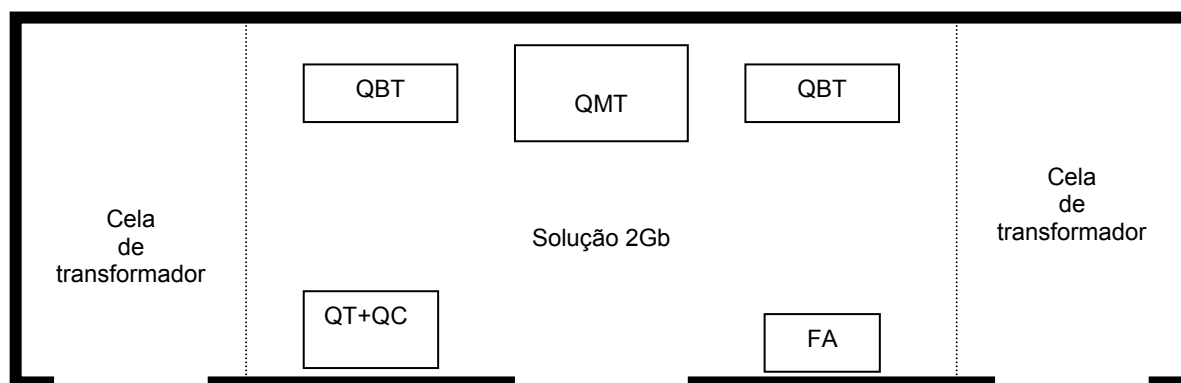 QBT
QMT
QBT
Cela
de
transformador
Solução 2Gb
Cela
de
transformador
QT+QC
FA